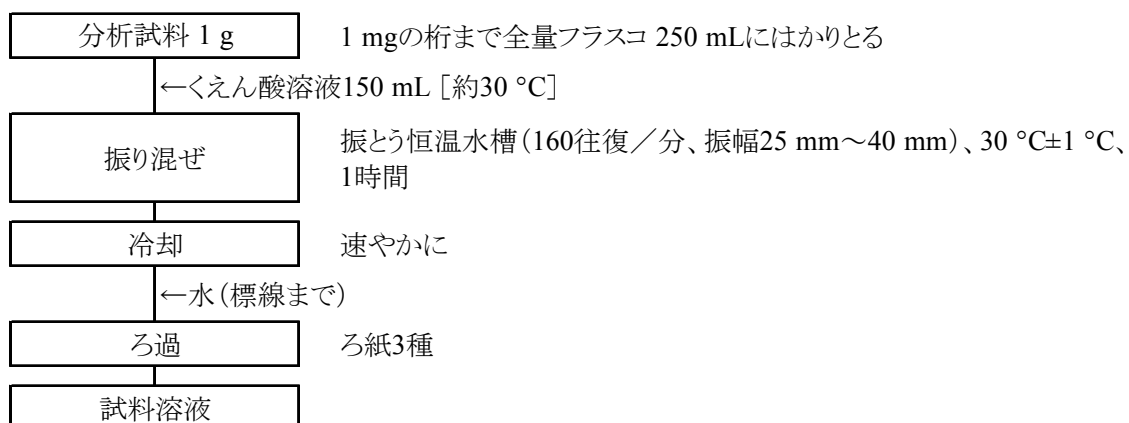 分析試料 1 g 1 mgの桁まで全量フラスコ 250 mLにはかりとる
←くえん酸溶液150 mL［約30 °C］
振り混ぜ 振とう恒温水槽（160往復／分、振幅25 mm～40 mm）、30 °C±1 °C、
1時間
冷却 速やかに
←水（標線まで）
ろ過 ろ紙3種
試料溶液